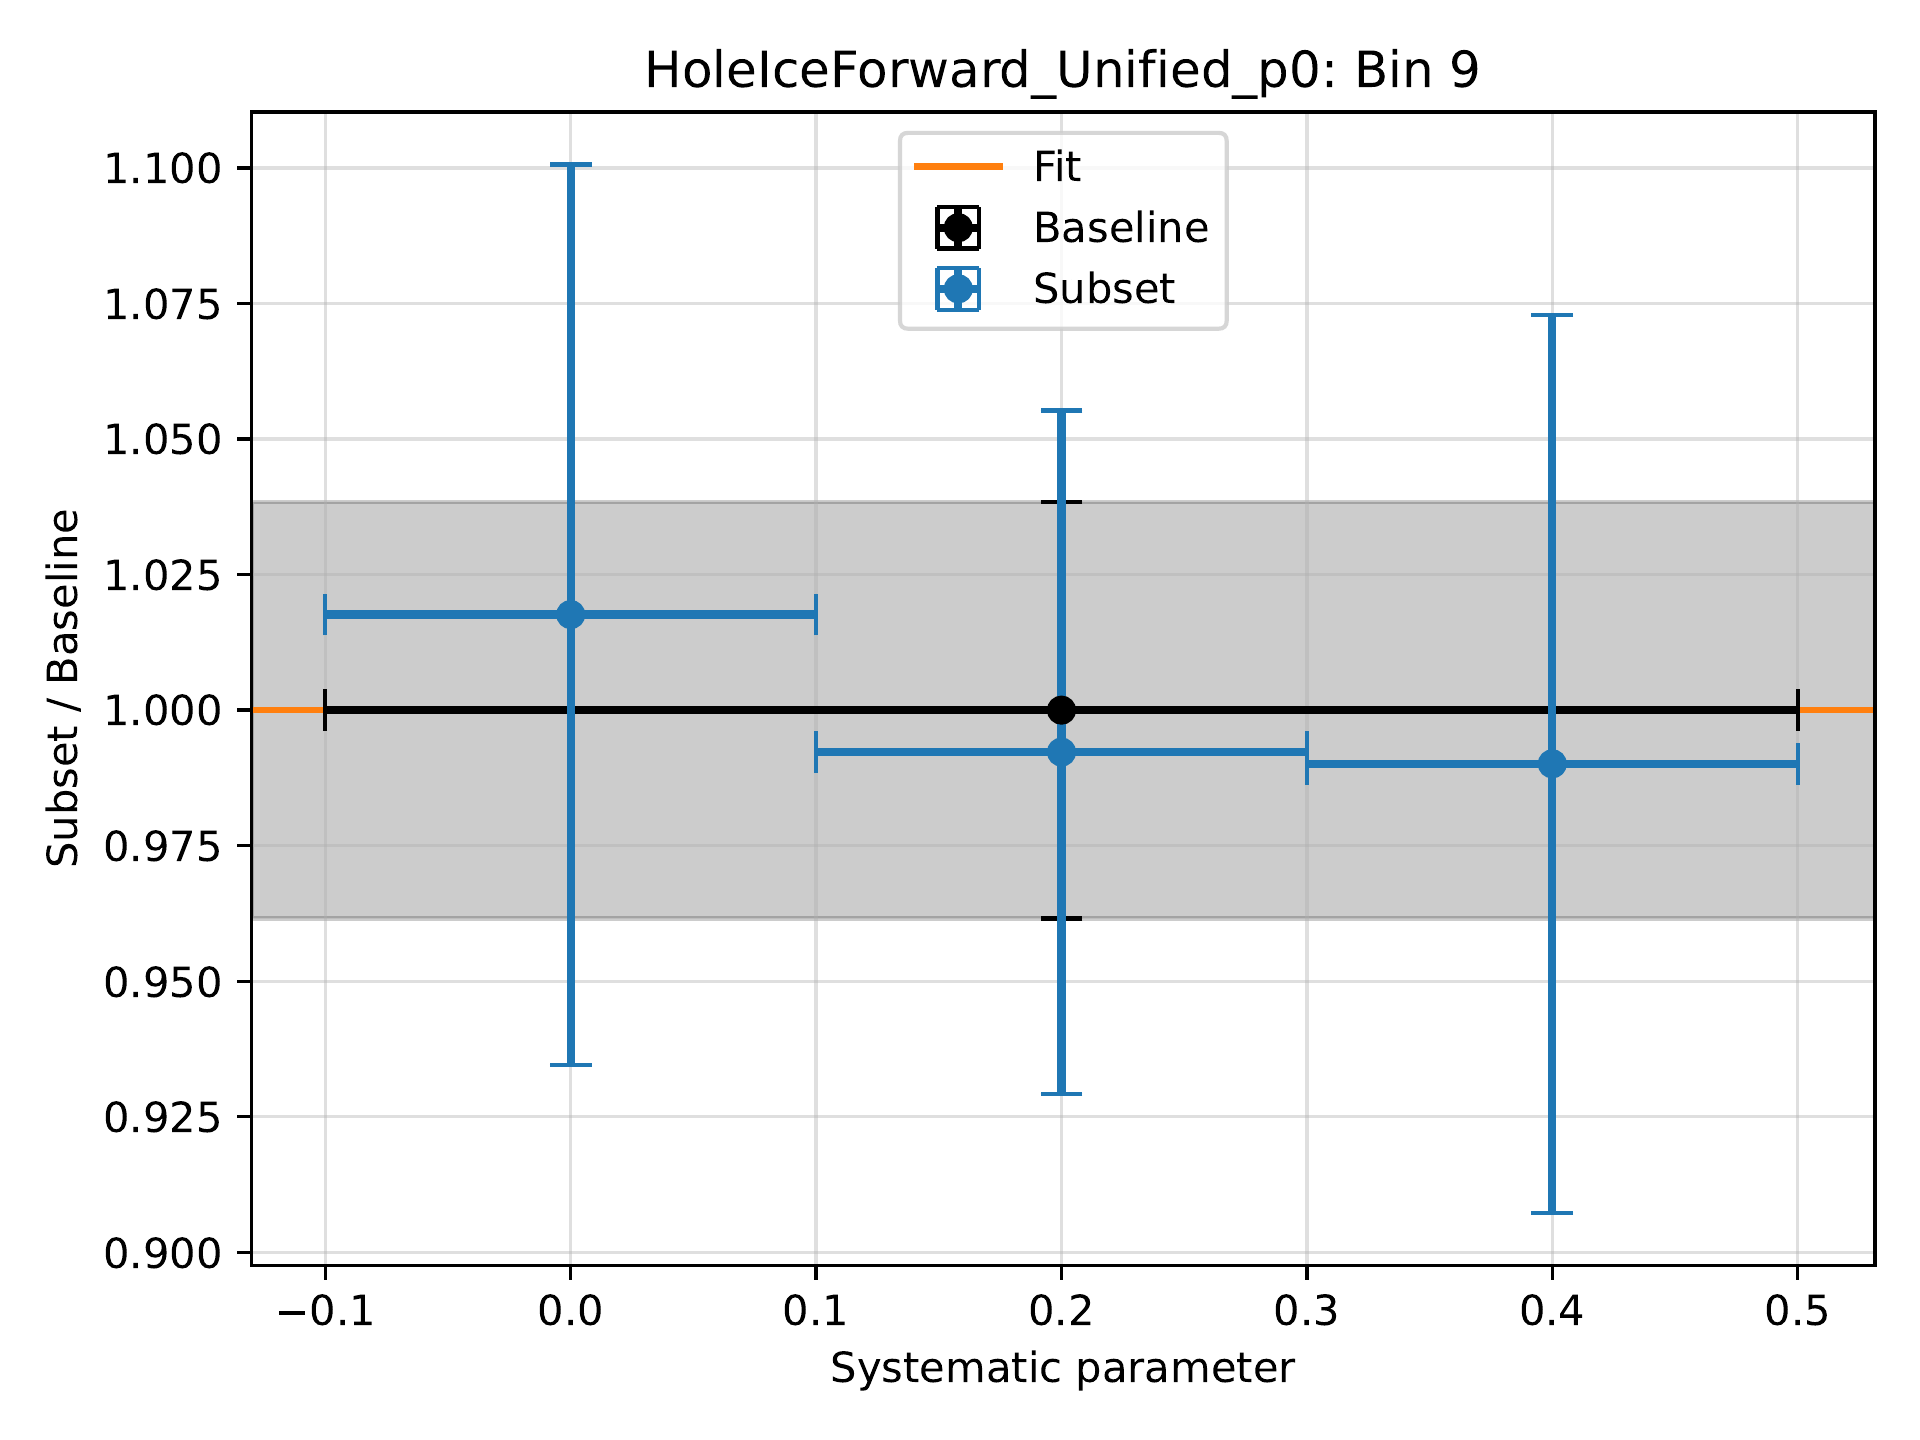 HoleIceForward_Unified_p0: Bin 9
Fit
Baseline
Subset
1.100
1.075
1.050
1.025
1.000
0.975
0.950
0.925
0.900
Subset / Baseline
−0.1 0.0 0.1 0.2 0.3 0.4 0.5
Systematic parameter